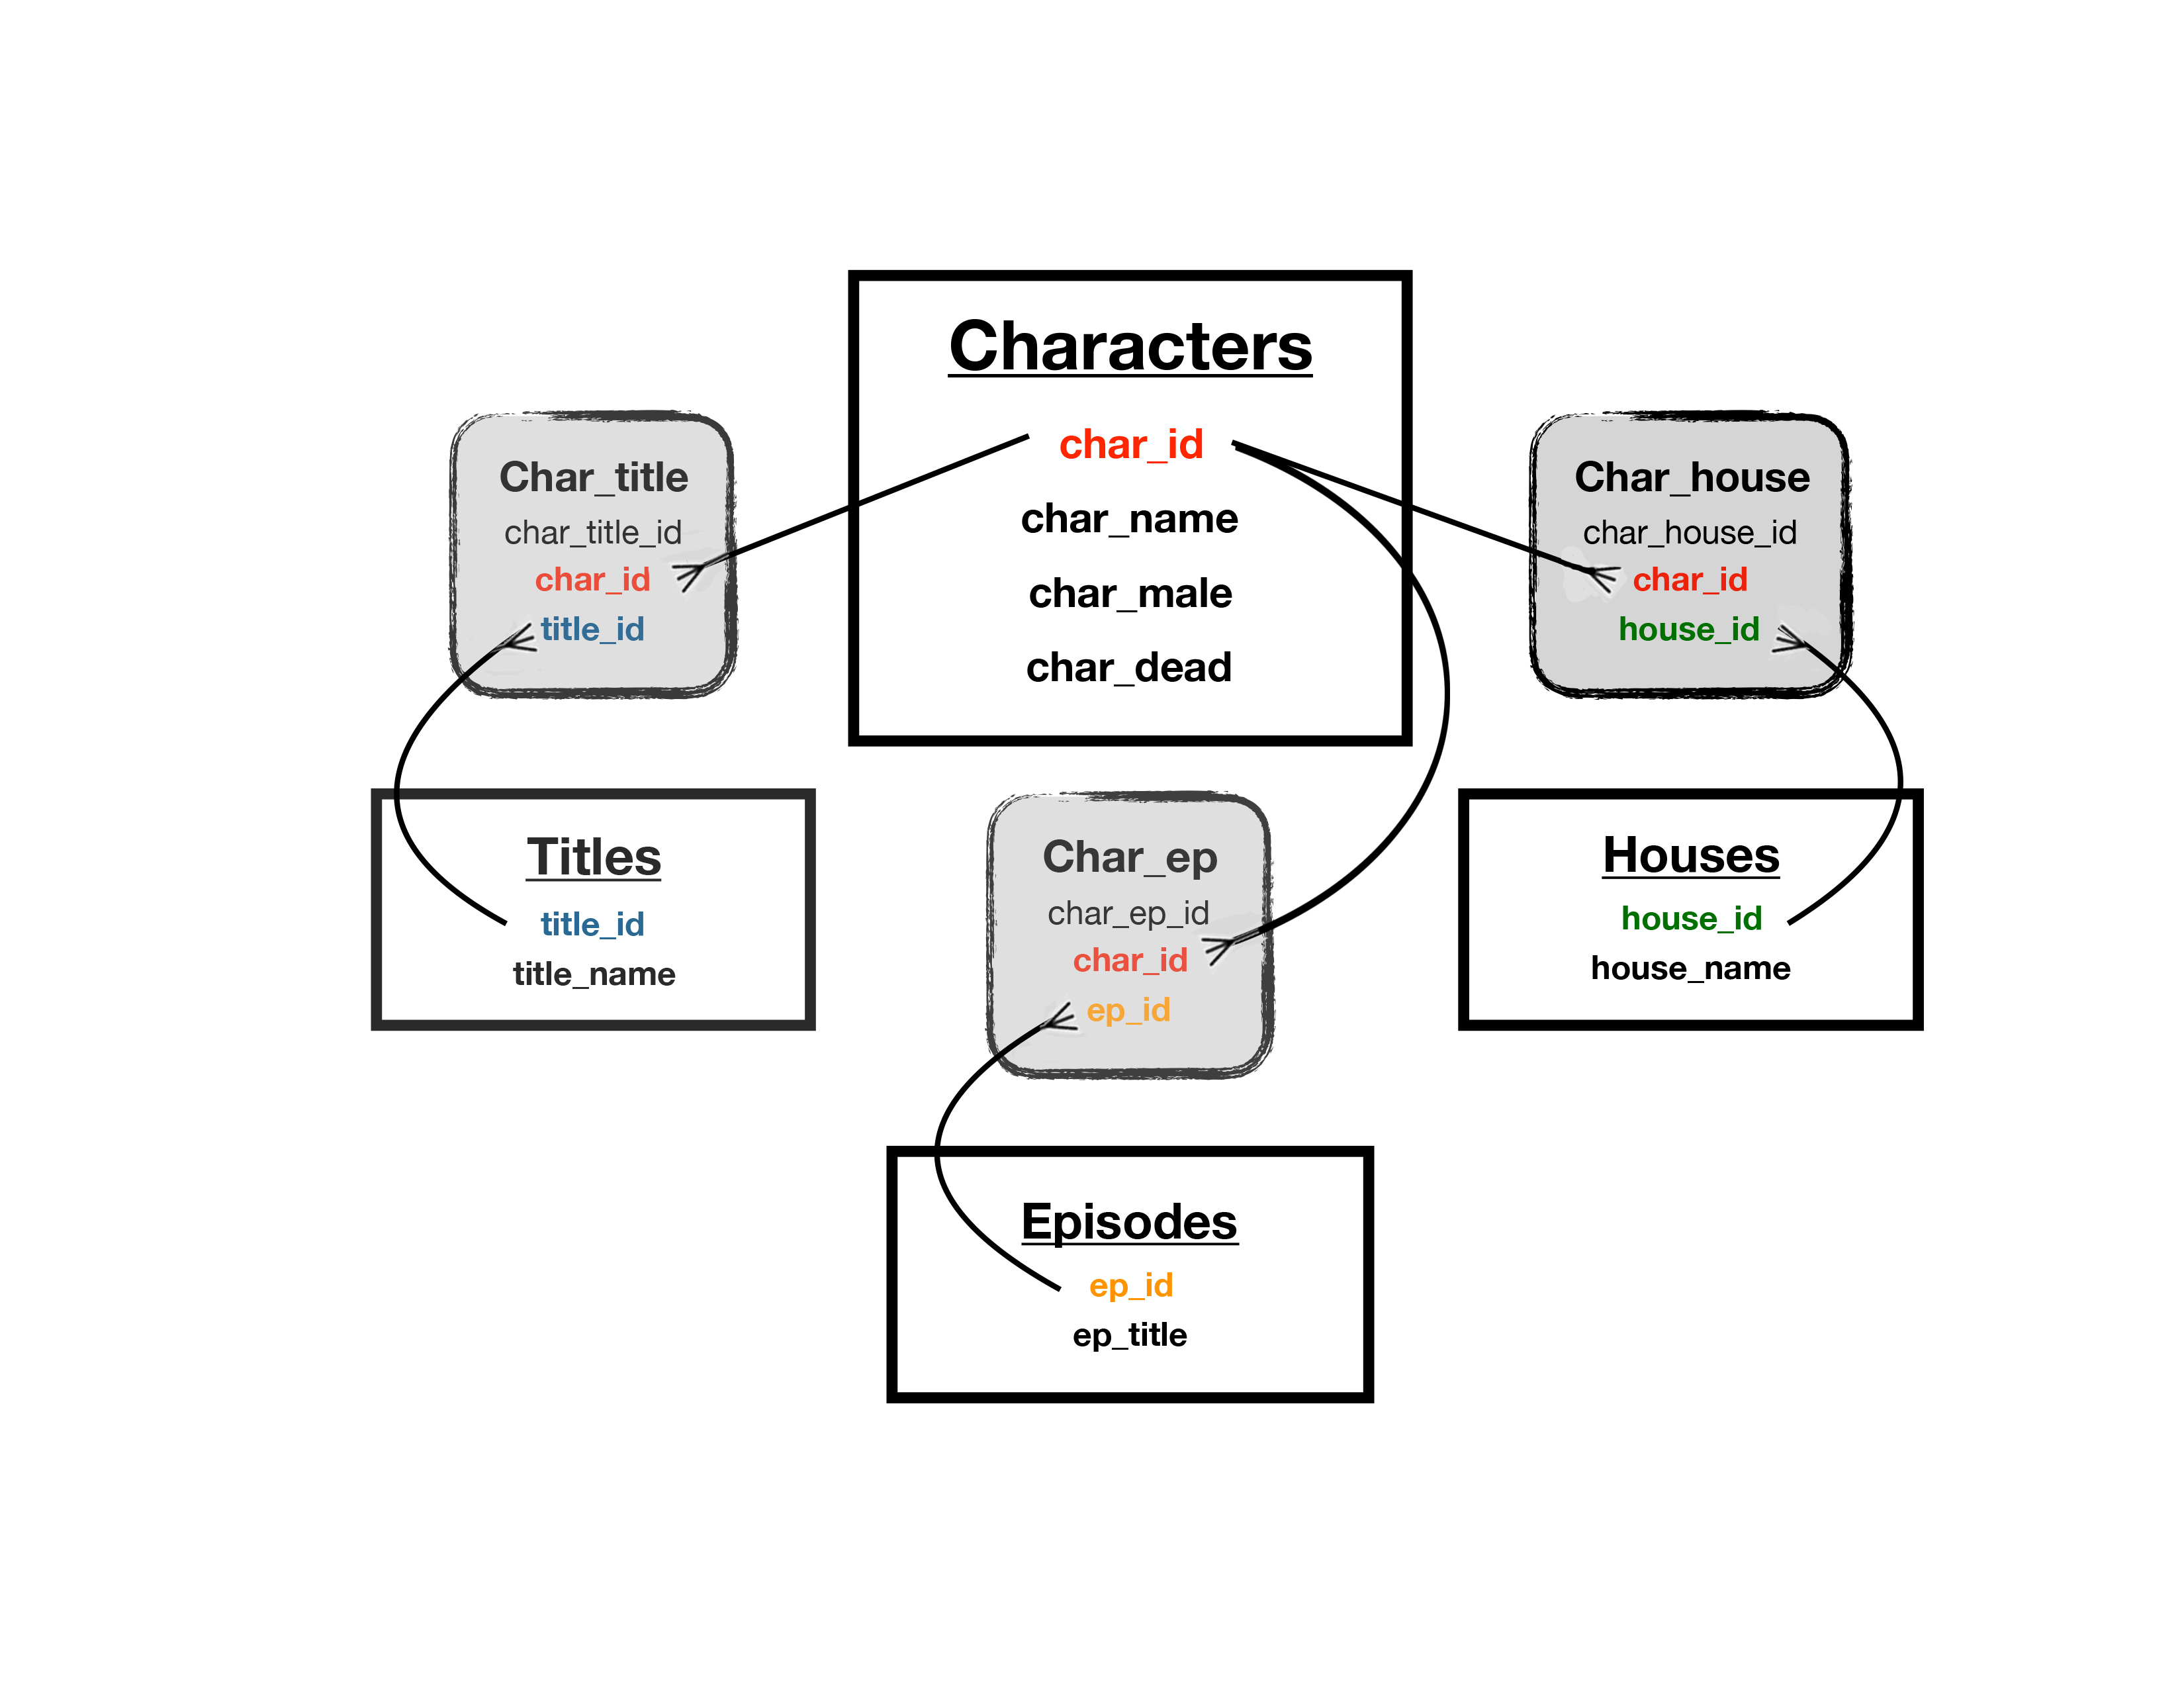 Characters
char_id
char_name
char_male
char_dead
Char_title
char_title_id
char_id
title_id
Char_house
char_house_id
char_id
house_id
Titles
title_id
title_name
Char_ep
char_ep_id
char_id
ep_id
Houses
house_id
house_name
Episodes
ep_id
ep_title